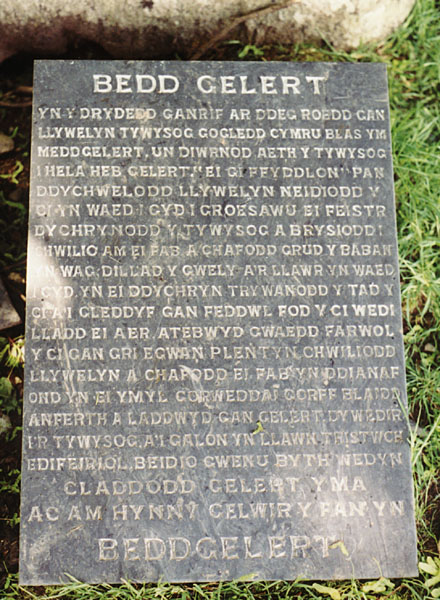 BEDD GELERT
YN Y DRYDEDD GANRIF AR DDEG ROEDD GAN
LLYWELYN TYWYSOG GOGLEDD CYMRU BLAS YM
MEDDGELERT, UN DIWRNOD AETH Y TYWYSOG
I HELA HEB GELERT "EI GI FFYDDLON" PAN
DDYCHWELODD LLYWELYN NEIDIODD Y
CI YN WAED I GYD I GROESAWU EI FEISTR
DYCHRYNODD Y TYWYSOG A BRYSIODD I
CHWILIO AM EI FAB, A CHAFODD GRUD Y BABAN
YN WAG, DILLAD Y GWELY A'R LLAWR YN WAED
I GYD, YN EI DDYCHRYN TRYWANODD Y TAD Y
CI A'I GLEDDYF GAN FEDDWL FOD Y CI WEDI
LLADD EI AER, ATEBWYD GWAEDD FARWOL
Y CI GAN GRI EGWAN PLENTYN, CHWILIODD
LLYWELYN A CHAFODD EI FAB YN DDIANAF
OND YN EI YMYL GORWEDDAI GORFF BLAIDD
ANFERTH A LADDWYD GAN GELERT, DYWEDIR
I'R TYWYSOG, A'I GALON YN LLAWN TRISTWCH
EDIFEIRIOL, BEIDIO GWENU BYTH WEDYN
CLADDODD GELERT YMA
AC AM HYNNY GELWIR Y FAN YN
BEDDGELERT